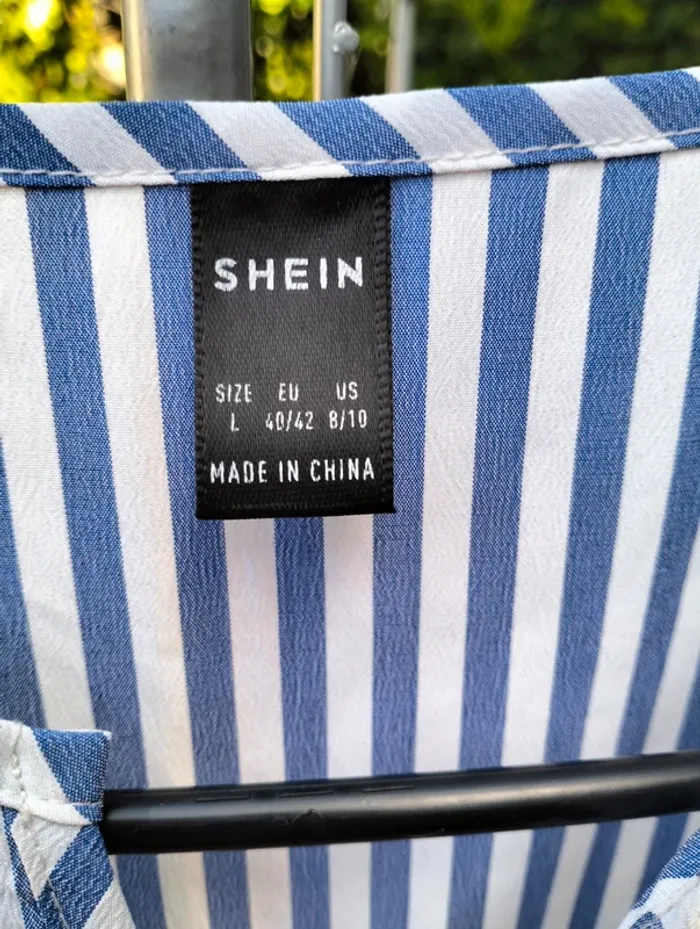 SHEIN
SIZE EU US
L 40/42 8/10
MADE IN CHINA